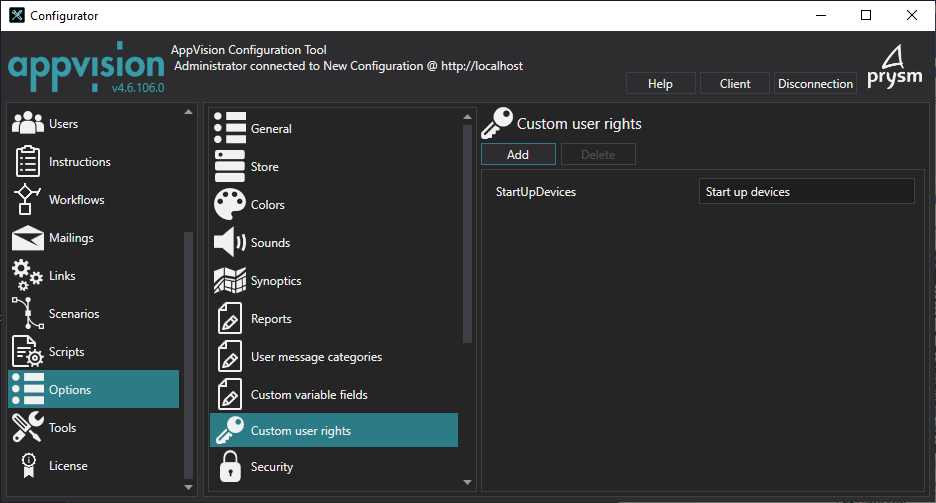 Configurator
appvision
v4.6.106.0
AppVision Configuration Tool
Administrator connected to New Configuration @ http://localhost
Help
Client
Disconnection
prysm
Users
Instructions
Workflows
Mailings
Links
Scenarios
Scripts
Options
Tools
License
General
Store
Colors
Sounds
Synoptics
Reports
User message categories
Custom variable fields
Custom user rights
Security
Custom user rights
Add
Delete
StartUpDevices
Start up devices